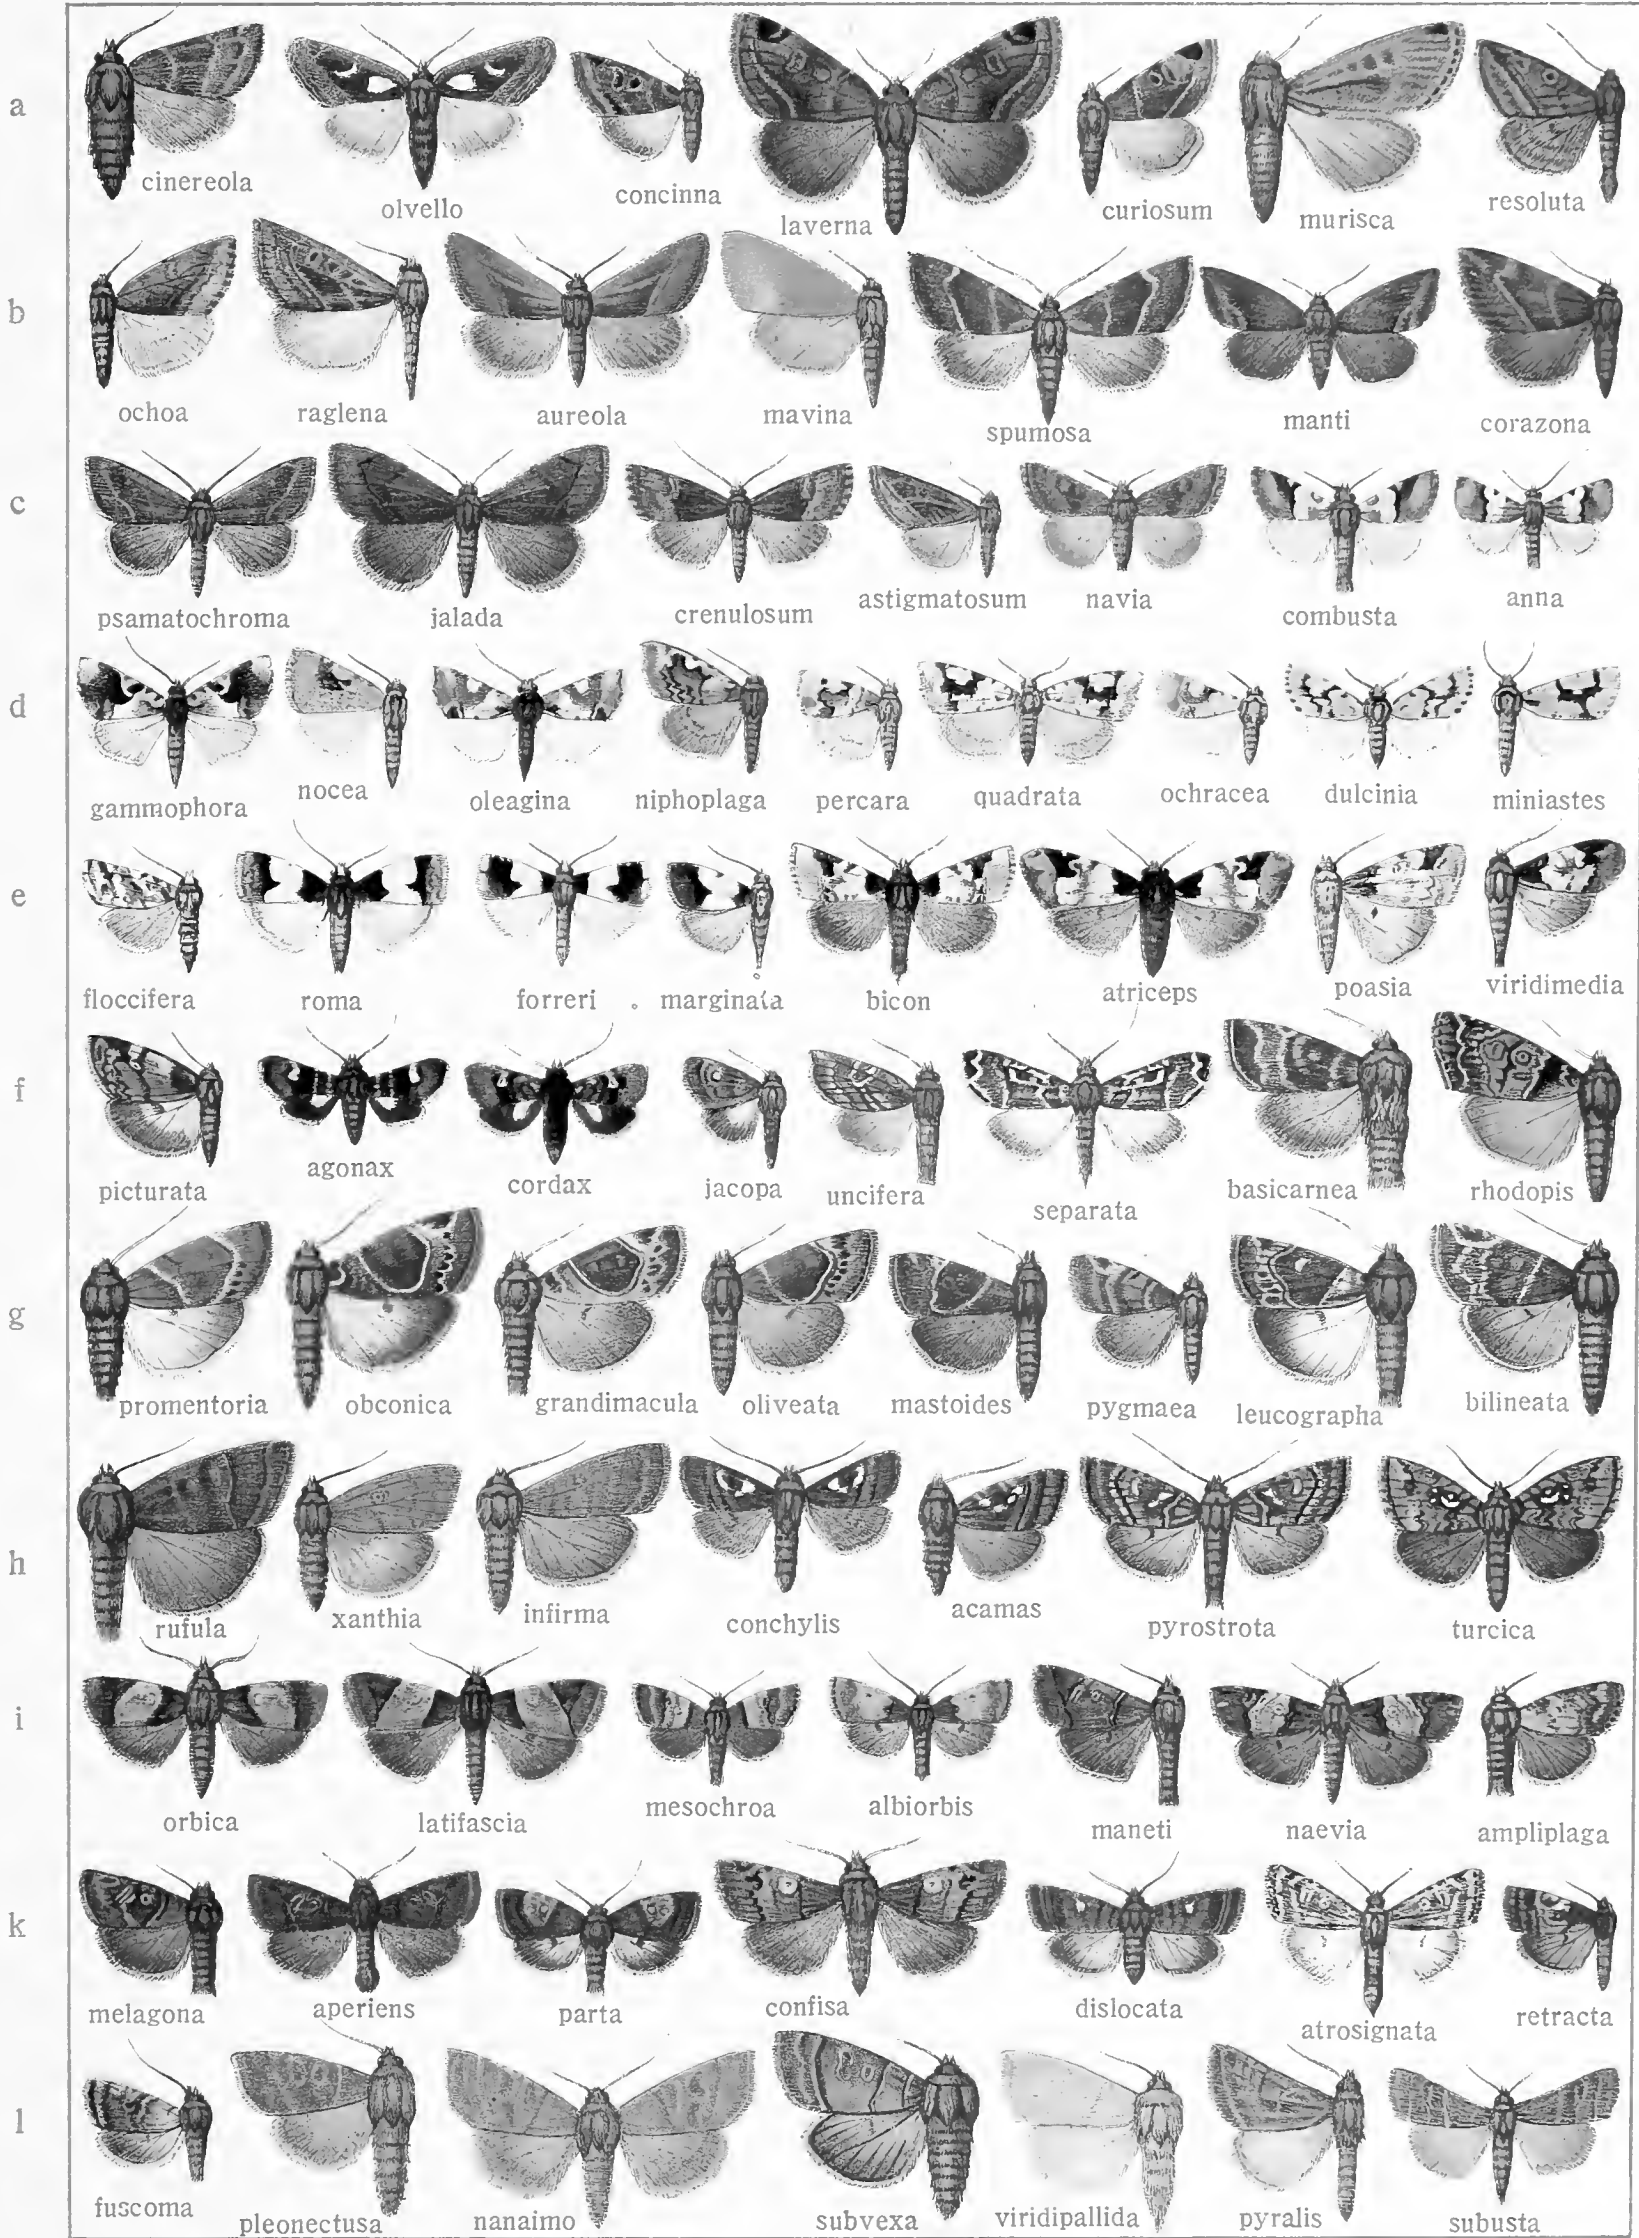 a
cinereola olvello concinna laverna curiosum murisca resoluta
b
ochoa raglena aureola mavina spumosa manti corazona
c
psamatochroma jalada crenulosum astigmatosum navia combusta anna
d
gammophora nocea oleagina niphoplaga percara quadrata ochracea dulcinia miniastes
e
floccifera roma forreri marginata bicon atriceps poasia viridimedia
f
picturata agonax cordax jacopa uncifera separata basicarnea rhodopis
g
promentoria obconica grandimacula oliveata mastoides pygmaea leucographa bilineata
h
rufula xanthia infirma conchylis acamas pyrostrota turcica
i
orbica latifascia mesochroa albiorbis maneti naevia ampliplaga
k
melagona aperiens parta confisa dislocata atrosignata retracta
l
fuscoma pleonectusa nanaimo subvexa viridipallida pyralis subusta